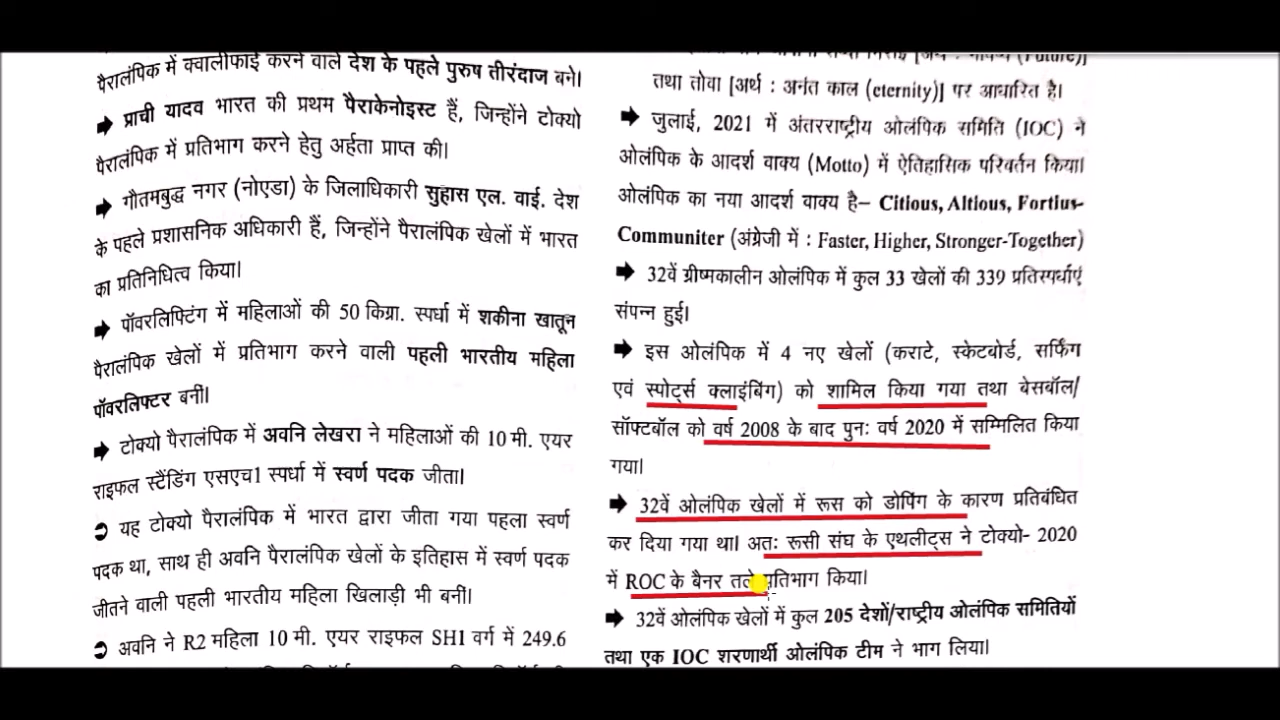 पैरालंपिक में क्वालीफाई करने वाले देश के पहले पुरुष तीरंदाज बने।
➡ प्राची यादव भारत की प्रथम पैराकेनोइस्ट हैं, जिन्होंने टोक्यो
पैरालंपिक में प्रतिभाग करने हेतु अर्हता प्राप्त की।
➡ गौतमबुद्ध नगर (नोएडा) के जिलाधिकारी सुहास एल. वाई. देश
के पहले प्रशासनिक अधिकारी हैं, जिन्होंने पैरालंपिक खेलों में भारत
का प्रतिनिधित्व किया।
➡ पॉवरलिफ्टिंग में महिलाओं की 50 किग्रा. स्पर्धा में शकीना खातून
पैरालंपिक खेलों में प्रतिभाग करने वाली पहली भारतीय महिला
पॉवरलिफ्टर बनीं।
➡ टोक्यो पैरालंपिक में अवनि लेखरा ने महिलाओं की 10 मी. एयर
राइफल स्टैंडिंग एसएच1 स्पर्धा में स्वर्ण पदक जीता।
➲ यह टोक्यो पैरालंपिक में भारत द्वारा जीता गया पहला स्वर्ण
पदक था, साथ ही अवनि पैरालंपिक खेलों के इतिहास में स्वर्ण पदक
जीतने वाली पहली भारतीय महिला खिलाड़ी भी बनीं।
➲ अवनि ने R2 महिला 10 मी. एयर राइफल SH1 वर्ग में 249.6
तथा तोवा [अर्थ : अनंत काल (eternity)] पर आधारित है।
➡ जुलाई, 2021 में अंतरराष्ट्रीय ओलंपिक समिति (IOC) ने
ओलंपिक के आदर्श वाक्य (Motto) में ऐतिहासिक परिवर्तन किया।
ओलंपिक का नया आदर्श वाक्य है– Citious, Altious, Fortius-
Communiter (अंग्रेजी में : Faster, Higher, Stronger-Together)
➡ 32वें ग्रीष्मकालीन ओलंपिक में कुल 33 खेलों की 339 प्रतिस्पर्धाएं
संपन्न हुई।
➡ इस ओलंपिक में 4 नए खेलों (कराटे, स्केटबोर्ड, सर्फिंग
एवं स्पोर्ट्स क्लाइंबिंग) को शामिल किया गया तथा बेसबॉल/
सॉफ्टबॉल को वर्ष 2008 के बाद पुनः वर्ष 2020 में सम्मिलित किया
गया।
➡ 32वें ओलंपिक खेलों में रूस को डोपिंग के कारण प्रतिबंधित
कर दिया गया था। अतः रूसी संघ के एथलीट्स ने टोक्यो- 2020
में ROC के बैनर तले प्रतिभाग किया।
➡ 32वें ओलंपिक खेलों में कुल 205 देशों/राष्ट्रीय ओलंपिक समितियों
तथा एक IOC शरणार्थी ओलंपिक टीम ने भाग लिया।